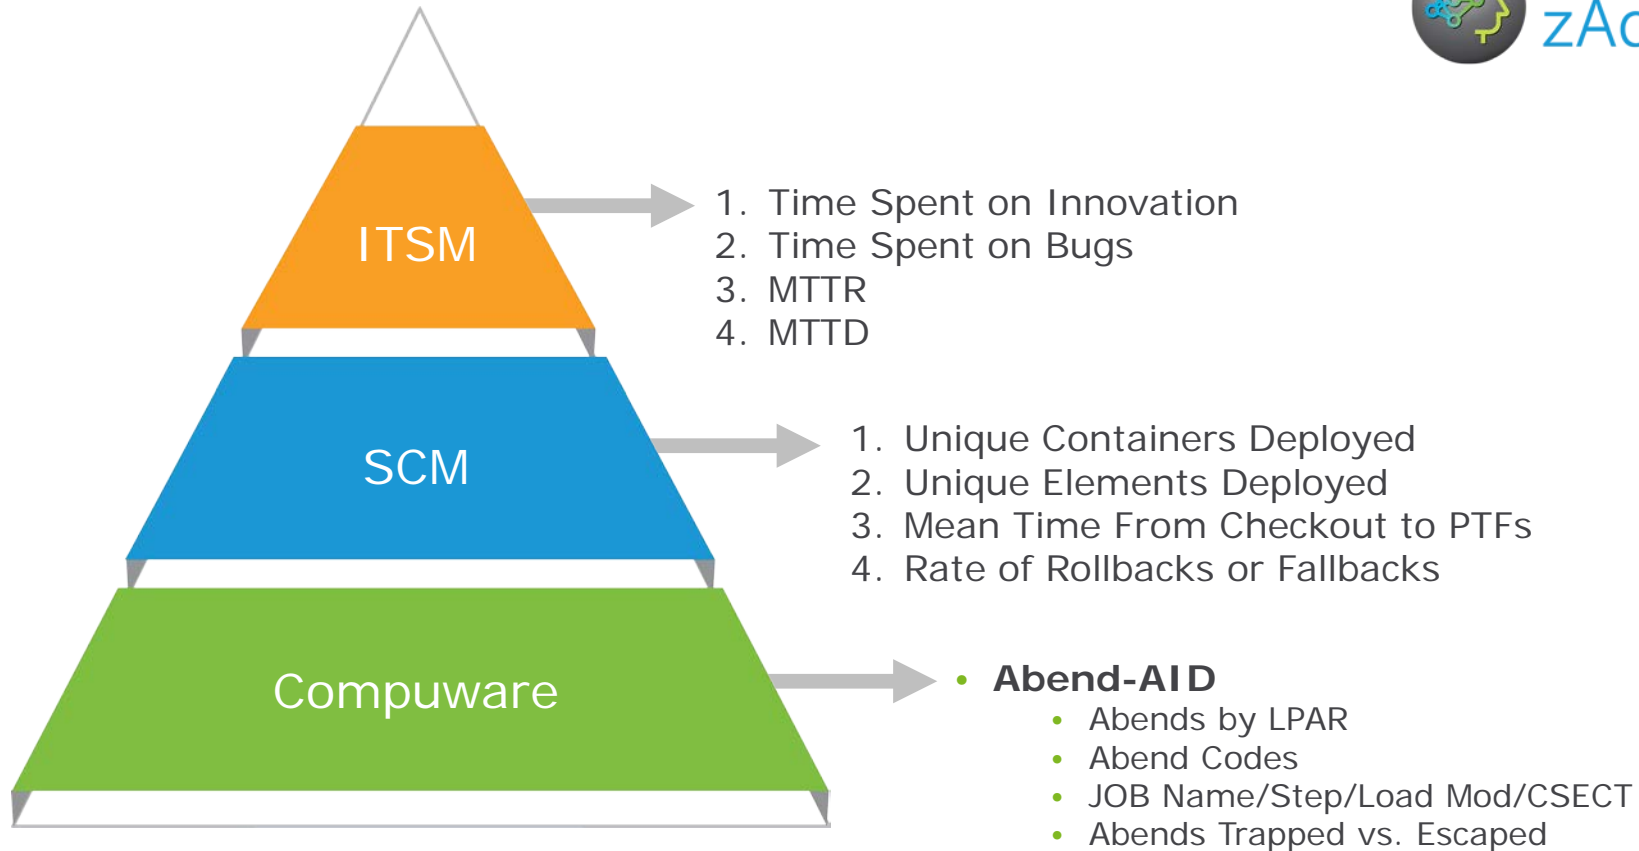 ITSM
1. Time Spent on Innovation
2. Time Spent on Bugs
3. MTTR
4. MTTD
SCM
1. Unique Containers Deployed
2. Unique Elements Deployed
3. Mean Time From Checkout to PTFs
4. Rate of Rollbacks or Fallbacks
Compuware
• Abend-AID
• Abends by LPAR
• Abend Codes
• JOB Name/Step/Load Mod/CSECT
• Abends Trapped vs. Escaped